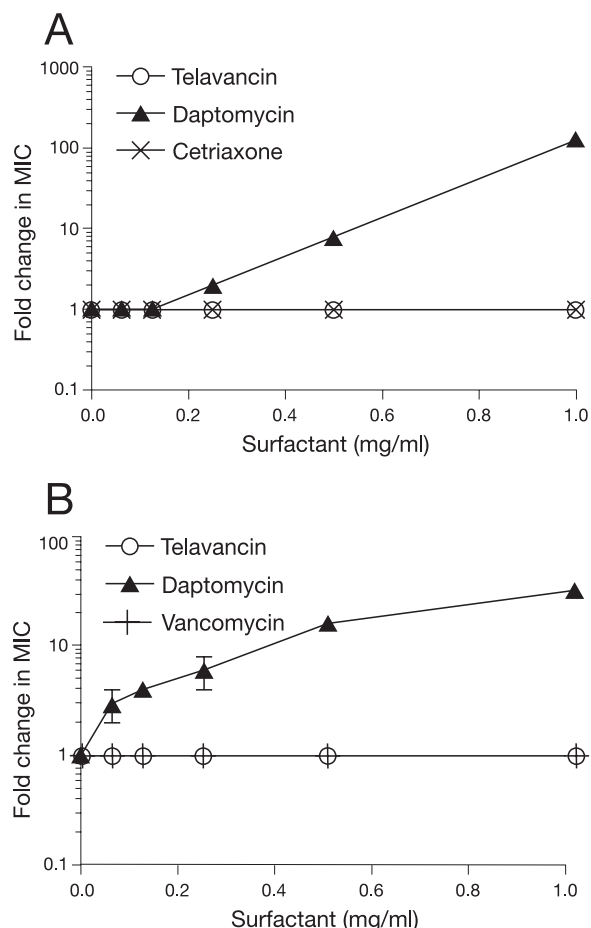 A
1000
100
10
1
0.1
Fold change in MIC
Telavancin
Daptomycin
Cetriaxone
0.0 0.2 0.4 0.6 0.8 1.0
Surfactant (mg/ml)
B
100
10
1
0.1
Fold change in MIC
Telavancin
Daptomycin
Vancomycin
0.0 0.2 0.4 0.6 0.8 1.0
Surfactant (mg/ml)